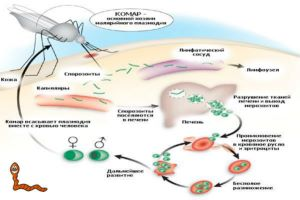 КОМАР –
основной хозяин
малярийного плазмодия
Лимфатический
сосуд
Кожа
Спорозоиты
Лимфоузел
Капилляры
Разрушение тканей
печени и выход
мерозоитов
Спорозоиты
поселяются
в печени
Печень
Комар всасывает плазмодия
вместе с кровью человека
Проникновение
мерозоитов
в кровяное русло
и эритроциты
Дальнейшее
развитие
Бесполое
размножение